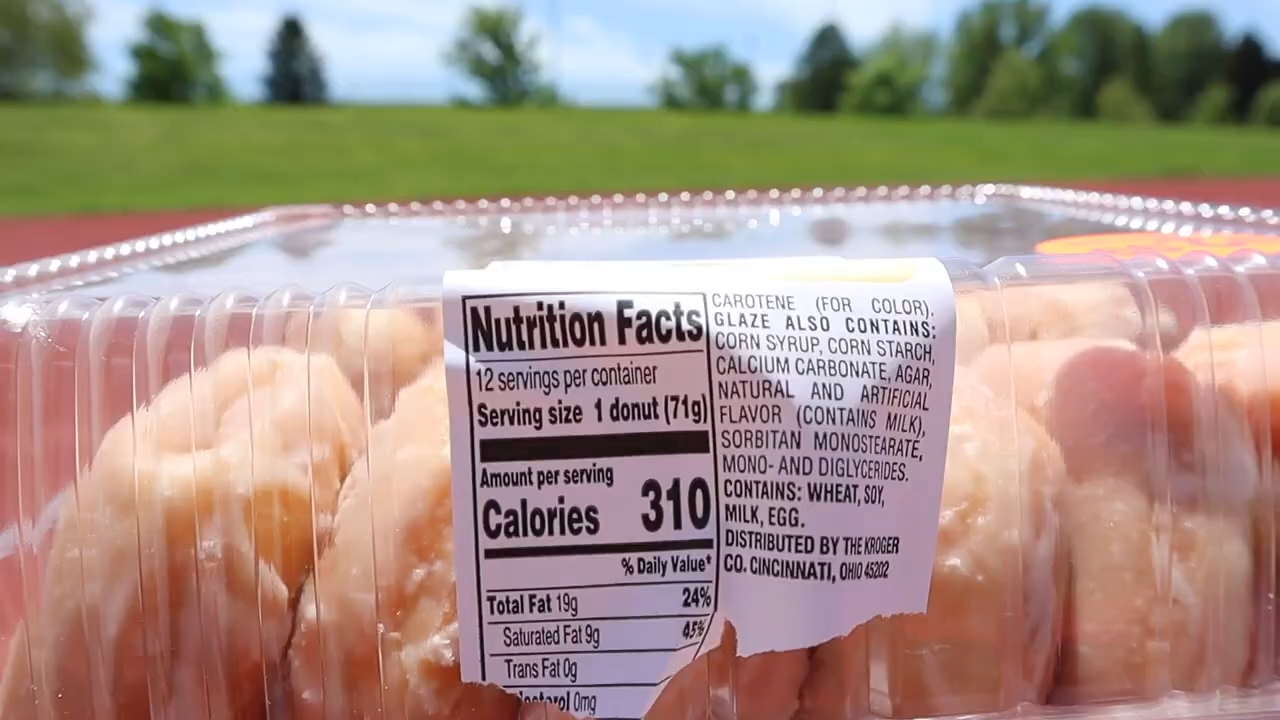 Nutrition Facts
12 servings per container
Serving size 1 donut (71g)
Amount per serving
Calories 310
% Daily Value*
Total Fat 19g 24%
Saturated Fat 9g 45%
Trans Fat 0g
0mg
CAROTENE (FOR COLOR).
GLAZE ALSO CONTAINS:
CORN SYRUP, CORN STARCH,
CALCIUM CARBONATE, AGAR,
NATURAL AND ARTIFICIAL
FLAVOR (CONTAINS MILK),
SORBITAN MONOSTEARATE,
MONO- AND DIGLYCERIDES.
CONTAINS: WHEAT, SOY,
MILK, EGG.
DISTRIBUTED BY THE KROGER
CO. CINCINNATI, OHIO 45202